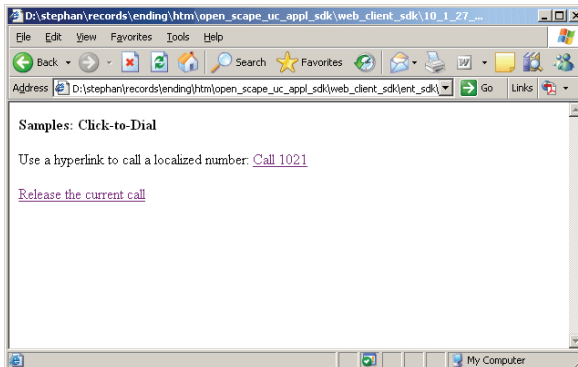 D:\stephan\records\ending\htm\open_scape_uc_appl_sdk\web_client_sdk\10_1_27_...
File Edit View Favorites Tools Help
Back Search Favorites
Address D:\stephan\records\ending\htm\open_scape_uc_appl_sdk\web_client_sdk\ent_sdk\ Go Links
Samples: Click-to-Dial
Use a hyperlink to call a localized number: Call 1021
Release the current call
My Computer